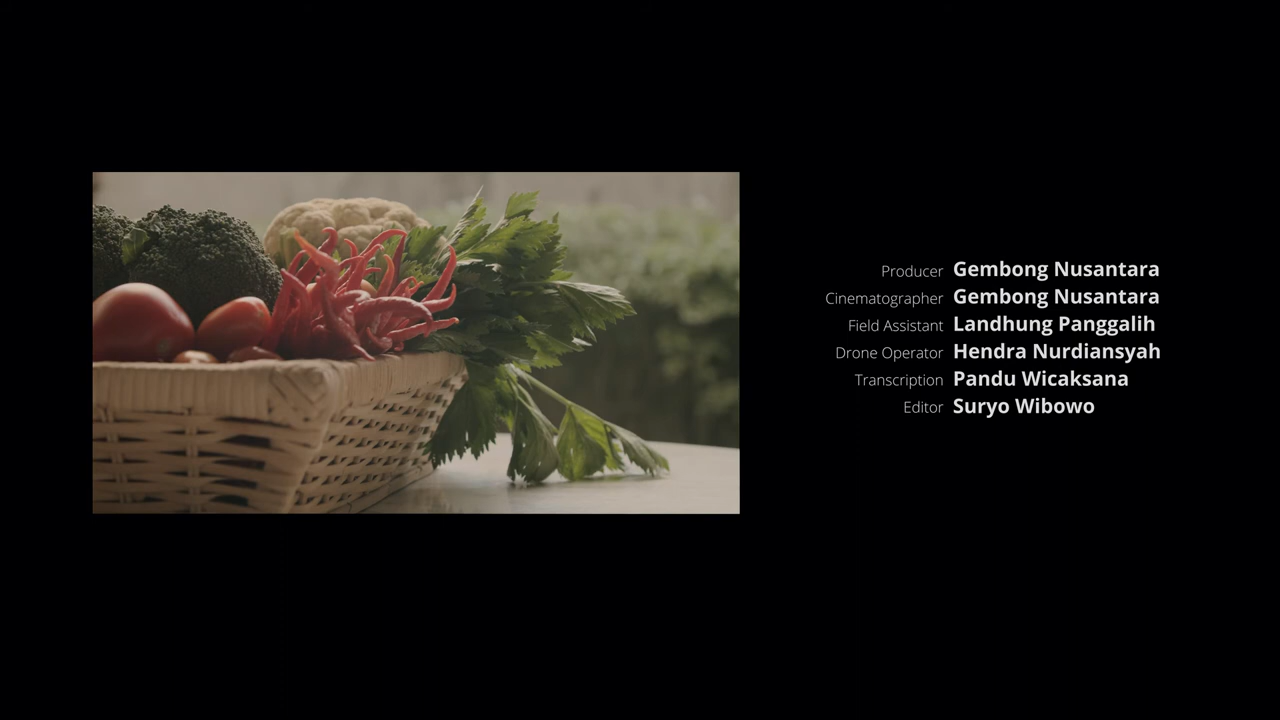 Producer Gembong Nusantara
Cinematographer Gembong Nusantara
Field Assistant Landhung Panggalih
Drone Operator Hendra Nurdiansyah
Transcription Pandu Wicaksana
Editor Suryo Wibowo